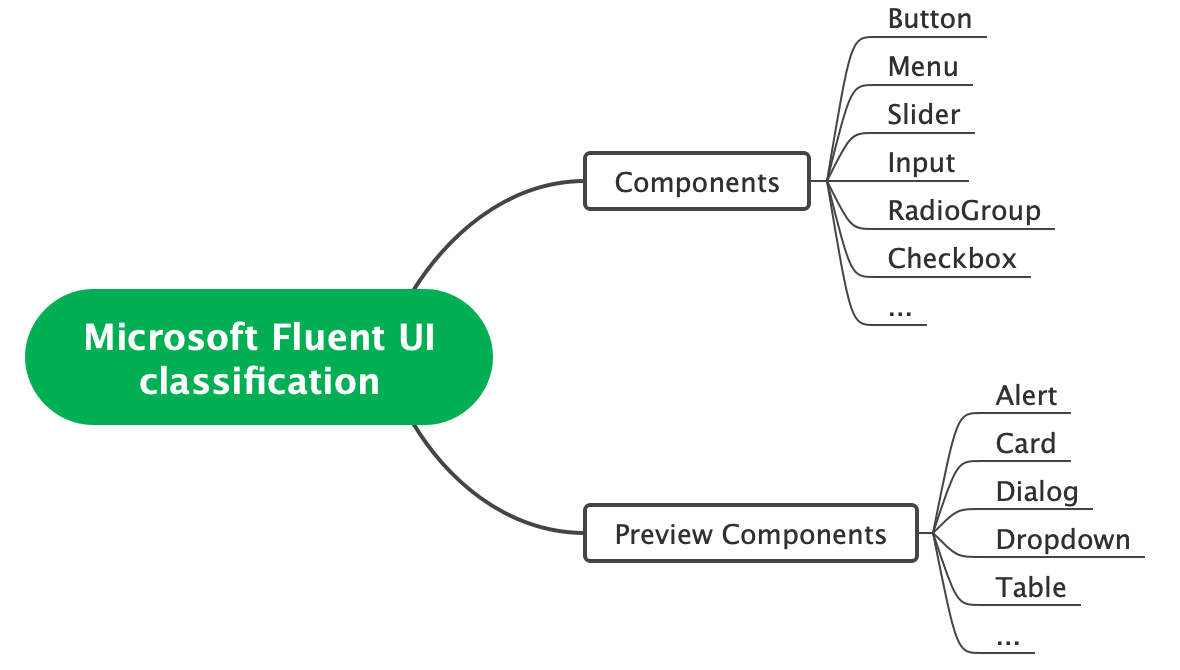 Microsoft Fluent UI
classification
Components
Button
Menu
Slider
Input
RadioGroup
Checkbox
...
Preview Components
Alert
Card
Dialog
Dropdown
Table
...